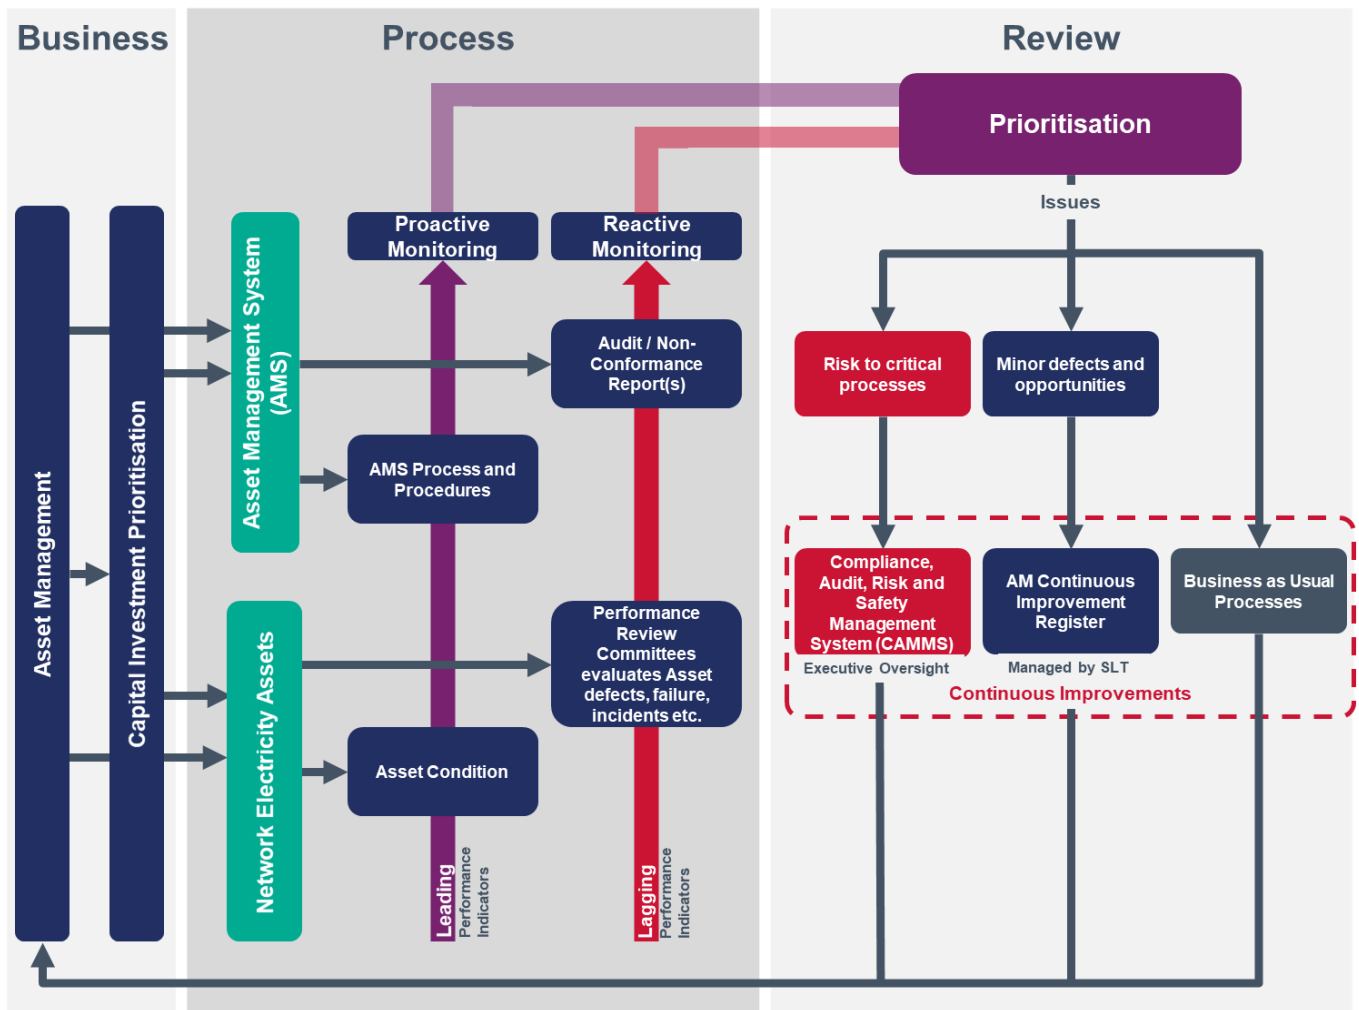 Business
Process
Review
Prioritisation
Issues
Proactive
Monitoring
Reactive
Monitoring
Asset Management
Capital Investment Prioritisation
Asset Management System
(AMS)
Network Electricity Assets
Audit / Non-
Conformance
Report(s)
AMS Process and
Procedures
Performance
Review
Committees
evaluates Asset
defects, failure,
incidents etc.
Asset Condition
Leading
Performance
Indicators
Lagging
Performance
Indicators
Risk to critical
processes
Minor defects and
opportunities
Compliance,
Audit, Risk and
Safety
Management
System (CAMMS)
Executive Oversight
AM Continuous
Improvement
Register
Managed by SLT
Business as Usual
Processes
Continuous Improvements